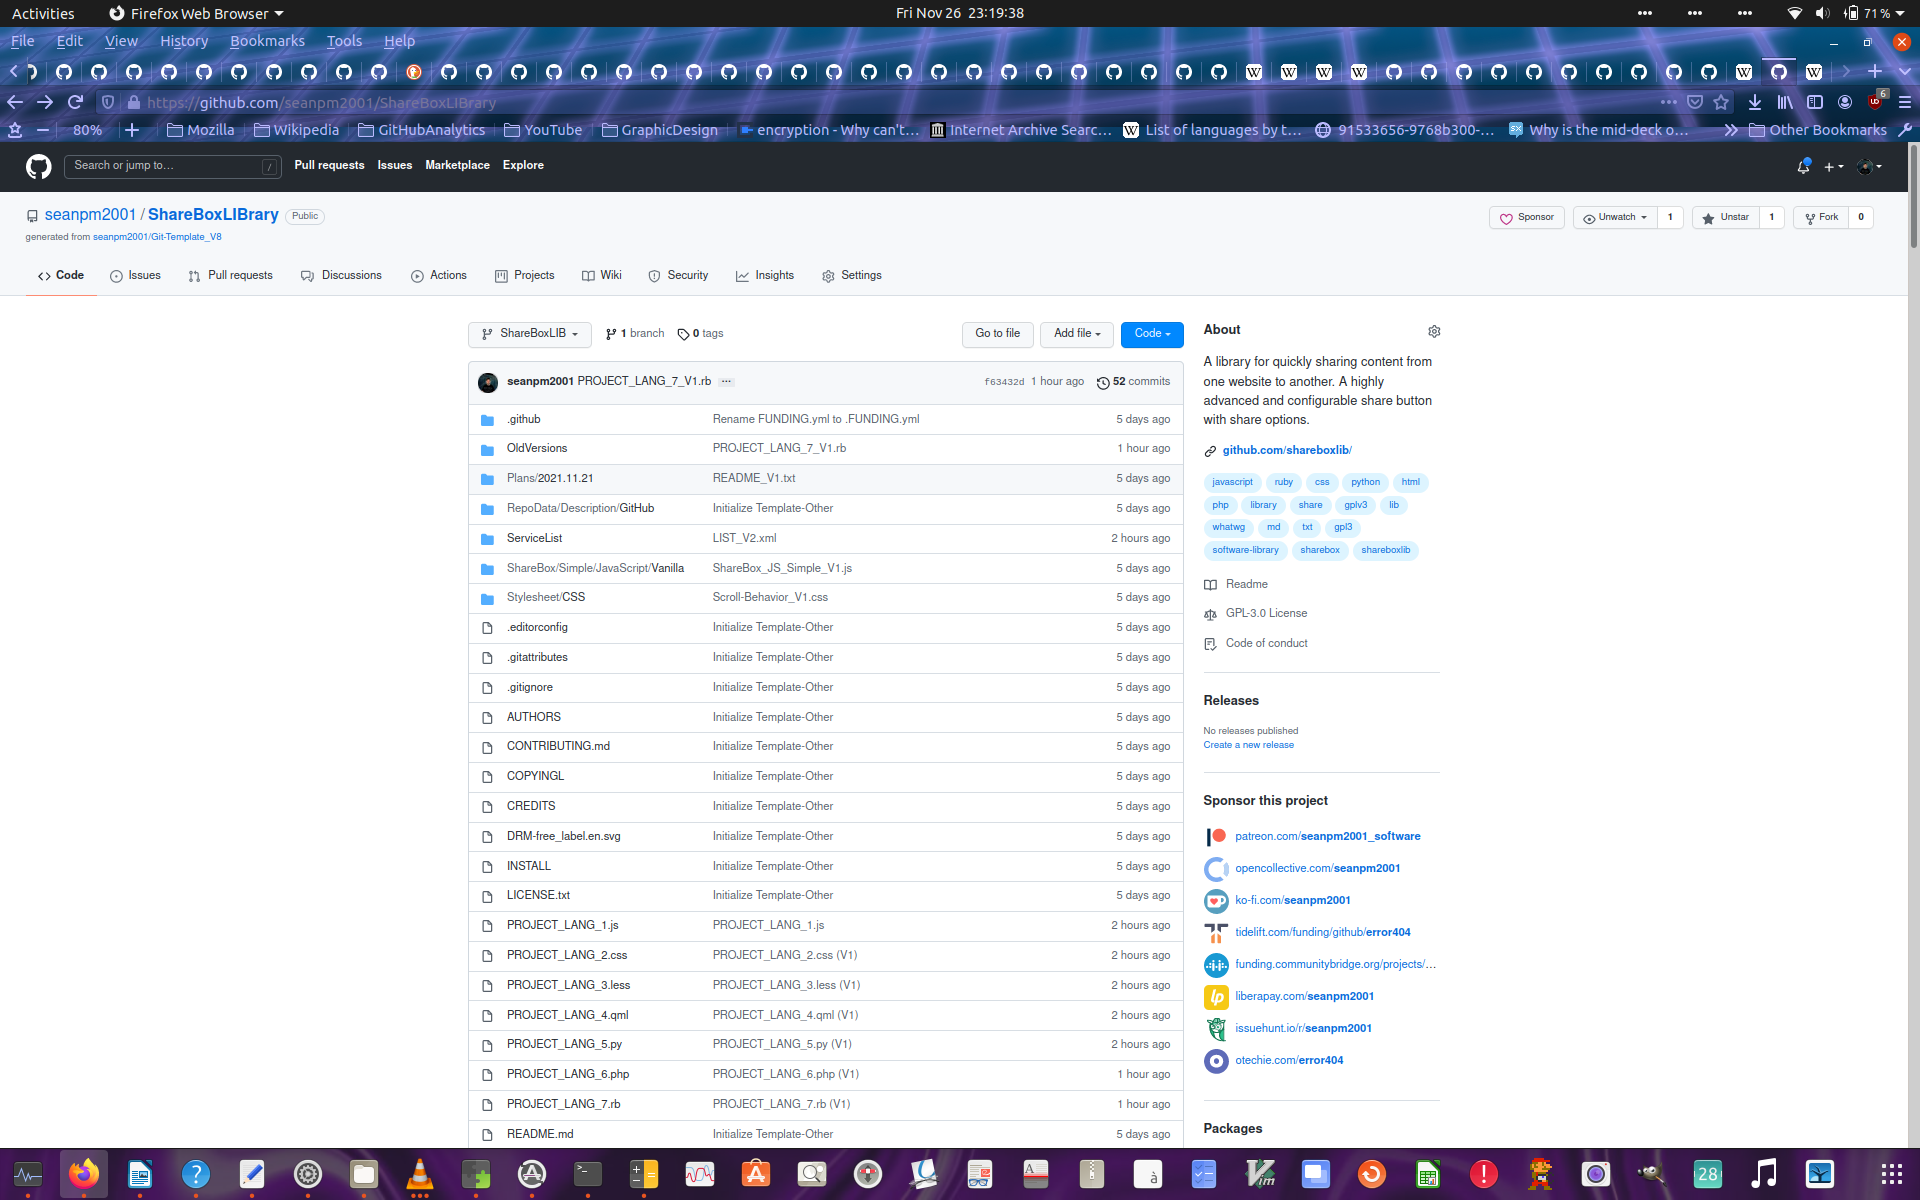 Activities Firefox Web Browser Fri Nov 26 23:19:38 71 %
File Edit View History Bookmarks Tools Help
https://github.com/seanpm2001/ShareBoxLIBrary 6
80% Mozilla Wikipedia GitHubAnalytics YouTube GraphicDesign encryption - Why can't… Internet Archive Searc… List of languages by t… 91533656-9768b300-… Why is the mid-deck o… Other Bookmarks
Search or jump to… / Pull requests Issues Marketplace Explore
seanpm2001 / ShareBoxLIBrary Public Sponsor Unwatch 1 Unstar 1 Fork 0
generated from seanpm2001/Git-Template_V8
Code Issues Pull requests Discussions Actions Projects Wiki Security Insights Settings
ShareBoxLIB 1 branch 0 tags Go to file Add file Code
seanpm2001 PROJECT_LANG_7_V1.rb ... f63432d 1 hour ago 52 commits
.github Rename FUNDING.yml to .FUNDING.yml 5 days ago
OldVersions PROJECT_LANG_7_V1.rb 1 hour ago
Plans/2021.11.21 README_V1.txt 5 days ago
RepoData/Description/GitHub Initialize Template-Other 5 days ago
ServiceList LIST_V2.xml 2 hours ago
ShareBox/Simple/JavaScript/Vanilla ShareBox_JS_Simple_V1.js 5 days ago
Stylesheet/CSS Scroll-Behavior_V1.css 5 days ago
.editorconfig Initialize Template-Other 5 days ago
.gitattributes Initialize Template-Other 5 days ago
.gitignore Initialize Template-Other 5 days ago
AUTHORS Initialize Template-Other 5 days ago
CONTRIBUTING.md Initialize Template-Other 5 days ago
COPYINGL Initialize Template-Other 5 days ago
CREDITS Initialize Template-Other 5 days ago
DRM-free_label.en.svg Initialize Template-Other 5 days ago
INSTALL Initialize Template-Other 5 days ago
LICENSE.txt Initialize Template-Other 5 days ago
PROJECT_LANG_1.js PROJECT_LANG_1.js 2 hours ago
PROJECT_LANG_2.css PROJECT_LANG_2.css (V1) 2 hours ago
PROJECT_LANG_3.less PROJECT_LANG_3.less (V1) 2 hours ago
PROJECT_LANG_4.qml PROJECT_LANG_4.qml (V1) 2 hours ago
PROJECT_LANG_5.py PROJECT_LANG_5.py (V1) 2 hours ago
PROJECT_LANG_6.php PROJECT_LANG_6.php (V1) 1 hour ago
PROJECT_LANG_7.rb PROJECT_LANG_7.rb (V1) 1 hour ago
README.md Initialize Template-Other 5 days ago
About
A library for quickly sharing content from
one website to another. A highly
advanced and configurable share button
with share options.
github.com/shareboxlib/
javascript ruby css python html
php library share gplv3 lib
whatwg md txt gpl3
software-library sharebox shareboxlib
Readme
GPL-3.0 License
Code of conduct
Releases
No releases published
Create a new release
Sponsor this project
patreon.com/seanpm2001_software
opencollective.com/seanpm2001
ko-fi.com/seanpm2001
tidelift.com/funding/github/error404
funding.communitybridge.org/projects/…
liberapay.com/seanpm2001
issuehunt.io/r/seanpm2001
otechie.com/error404
Packages
28